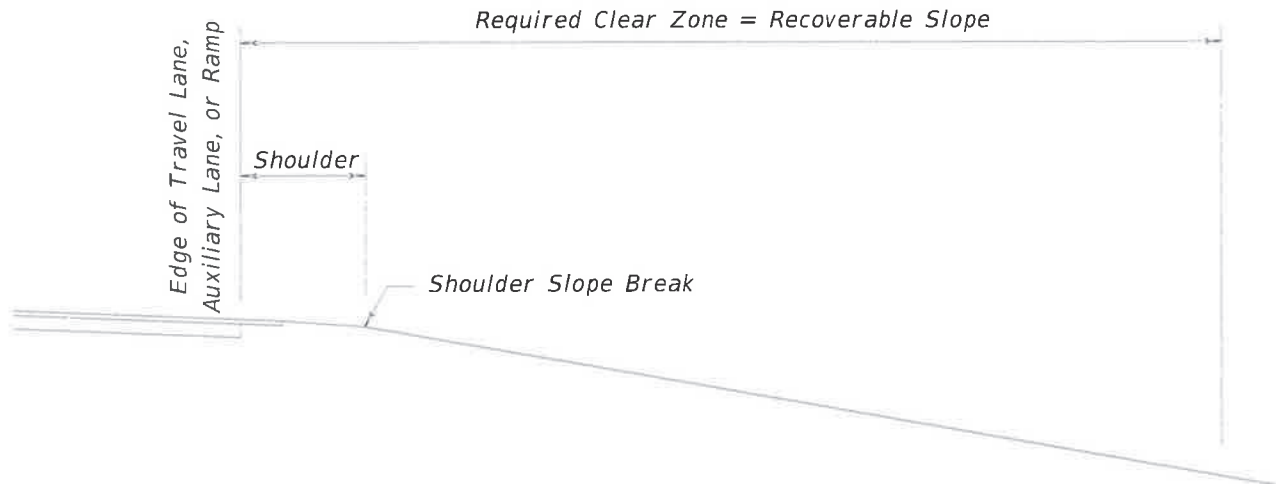 Required Clear Zone = Recoverable Slope
Edge of Travel Lane,
Auxiliary Lane, or Ramp
Shoulder
Shoulder Slope Break